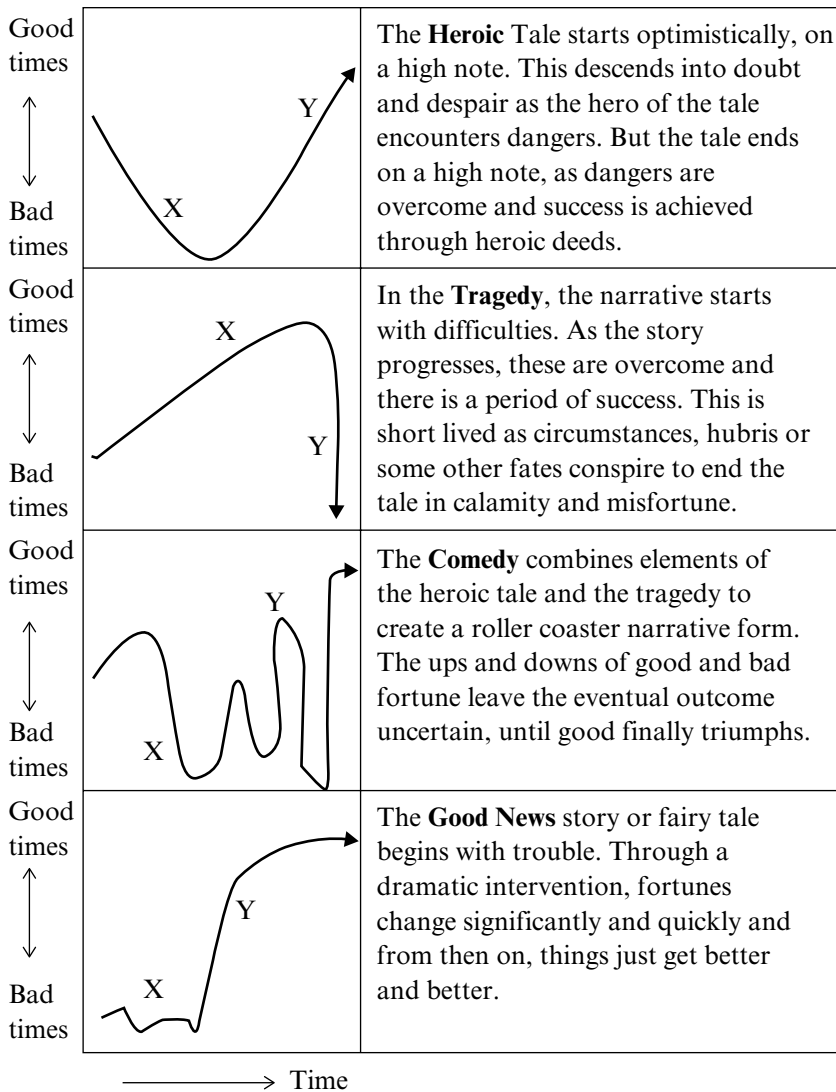 Good
times
Bad
times
X
Y
The Heroic Tale starts optimistically, on
a high note. This descends into doubt
and despair as the hero of the tale
encounters dangers. But the tale ends
on a high note, as dangers are
overcome and success is achieved
through heroic deeds.
Good
times
Bad
times
X
Y
In the Tragedy, the narrative starts
with difficulties. As the story
progresses, these are overcome and
there is a period of success. This is
short lived as circumstances, hubris or
some other fates conspire to end the
tale in calamity and misfortune.
Good
times
Bad
times
X
Y
The Comedy combines elements of
the heroic tale and the tragedy to
create a roller coaster narrative form.
The ups and downs of good and bad
fortune leave the eventual outcome
uncertain, until good finally triumphs.
Good
times
Bad
times
X
Y
The Good News story or fairy tale
begins with trouble. Through a
dramatic intervention, fortunes
change significantly and quickly and
from then on, things just get better
and better.
Time